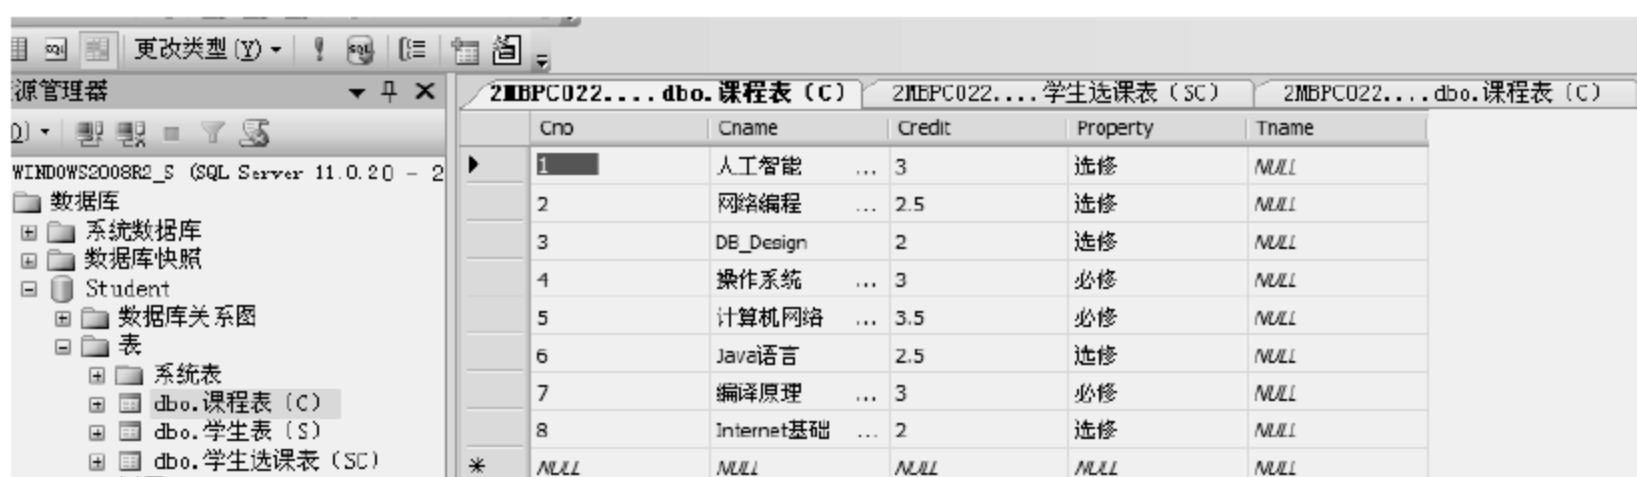 更改类型(Y)
源管理器
2MBPC022....dbo.课程表（C） 2MBPC022....学生选课表（SC） 2MBPC022....dbo.课程表（C）
Cno Cname Credit Property Tname
1 人工智能 ... 3 选修 NULL
2 网络编程 ... 2.5 选修 NULL
3 DB_Design 2 选修 NULL
4 操作系统 ... 3 必修 NULL
5 计算机网络 ... 3.5 必修 NULL
6 Java语言 2.5 选修 NULL
7 编译原理 ... 3 必修 NULL
8 Internet基础 ... 2 选修 NULL
NULL NULL NULL NULL NULL
WINDOWS2008R2_S (SQL Server 11.0.20 - 2
数据库
系统数据库
数据库快照
Student
数据库关系图
表
系统表
dbo.课程表（C）
dbo.学生表（S）
dbo.学生选课表（SC）